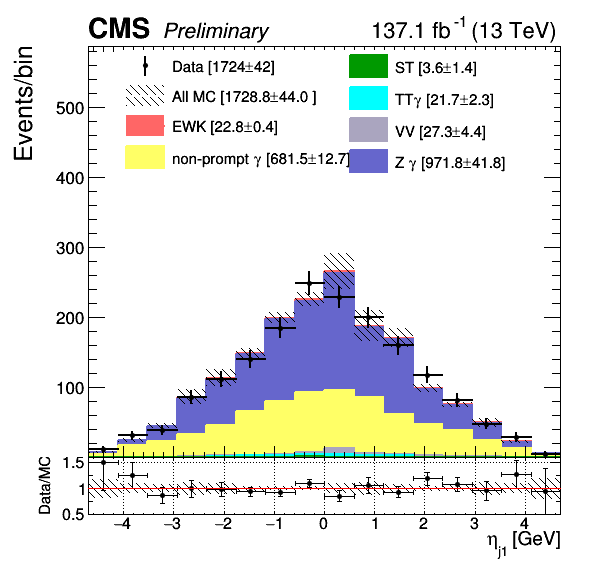 CMS Preliminary 137.1 fb⁻¹ (13 TeV)
Events/bin
Data [1724±42]
All MC [1728.8±44.0 ]
EWK [22.8±0.4]
non-prompt γ [681.5±12.7]
ST [3.6±1.4]
TTγ [21.7±2.3]
VV [27.3±4.4]
Z γ [971.8±41.8]
500
400
300
200
100
Data/MC
1.5
1
0.5
−4 −3 −2 −1 0 1 2 3 4
η_j1 [GeV]